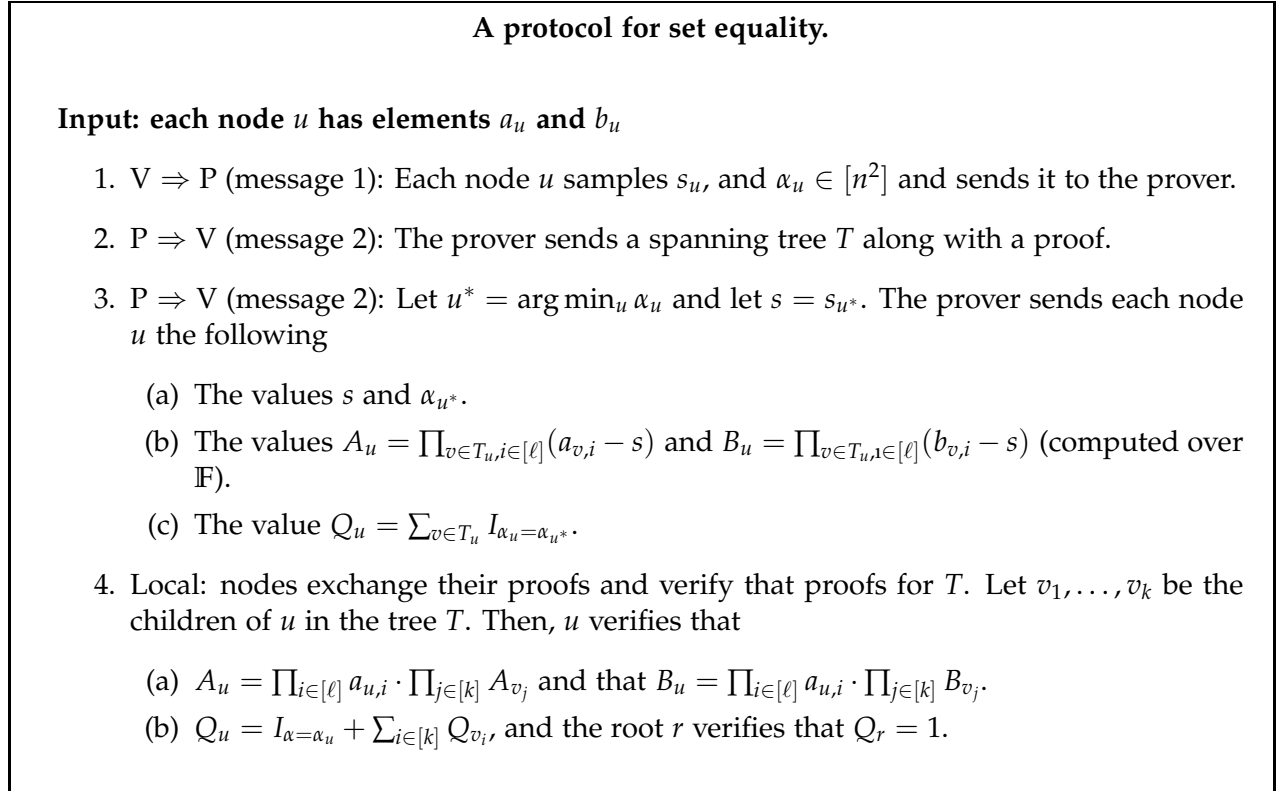 A protocol for set equality.
Input: each node u has elements a_u and b_u
1. V ⇒ P (message 1): Each node u samples s_u, and α_u ∈ [n²] and sends it to the prover.
2. P ⇒ V (message 2): The prover sends a spanning tree T along with a proof.
3. P ⇒ V (message 2): Let u* = arg min_u α_u and let s = s_{u*}. The prover sends each node
u the following
(a) The values s and α_{u*}.
(b) The values A_u = ∏_{v∈T_u,i∈[ℓ]}(a_{v,i} − s) and B_u = ∏_{v∈T_u,ı∈[ℓ]}(b_{v,i} − s) (computed over
𝔽).
(c) The value Q_u = ∑_{v∈T_u} I_{α_u=α_{u*}}.
4. Local: nodes exchange their proofs and verify that proofs for T. Let v_1, . . . , v_k be the
children of u in the tree T. Then, u verifies that
(a) A_u = ∏_{i∈[ℓ]} a_{u,i} · ∏_{j∈[k]} A_{v_j} and that B_u = ∏_{i∈[ℓ]} a_{u,i} · ∏_{j∈[k]} B_{v_j}.
(b) Q_u = I_{α=α_u} + ∑_{i∈[k]} Q_{v_i}, and the root r verifies that Q_r = 1.